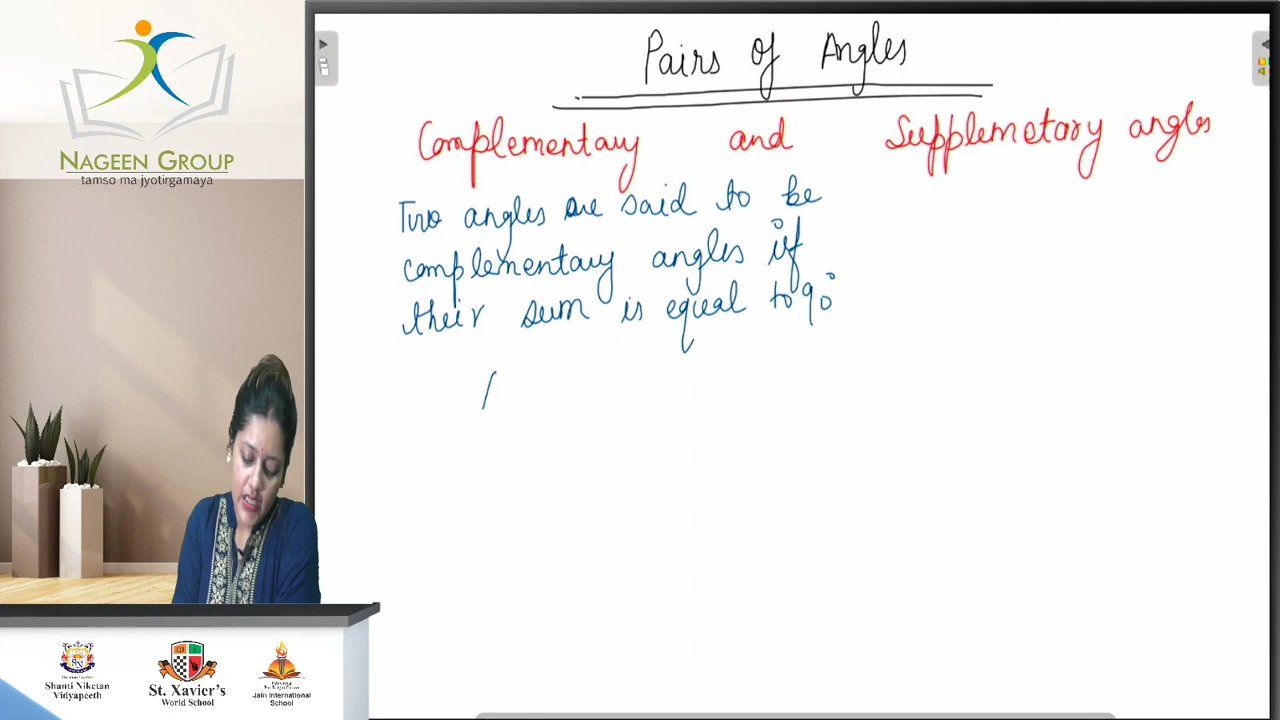 Pairs of Angles
Complementary and Supplemetary angles
Two angles are said to be
complementary angles if
their sum is equal to 90°
NAGEEN GROUP
tamso ma jyotirgamaya
Shanti Niketan
Vidyapeeth
St. Xavier's
World School
Jain International
School